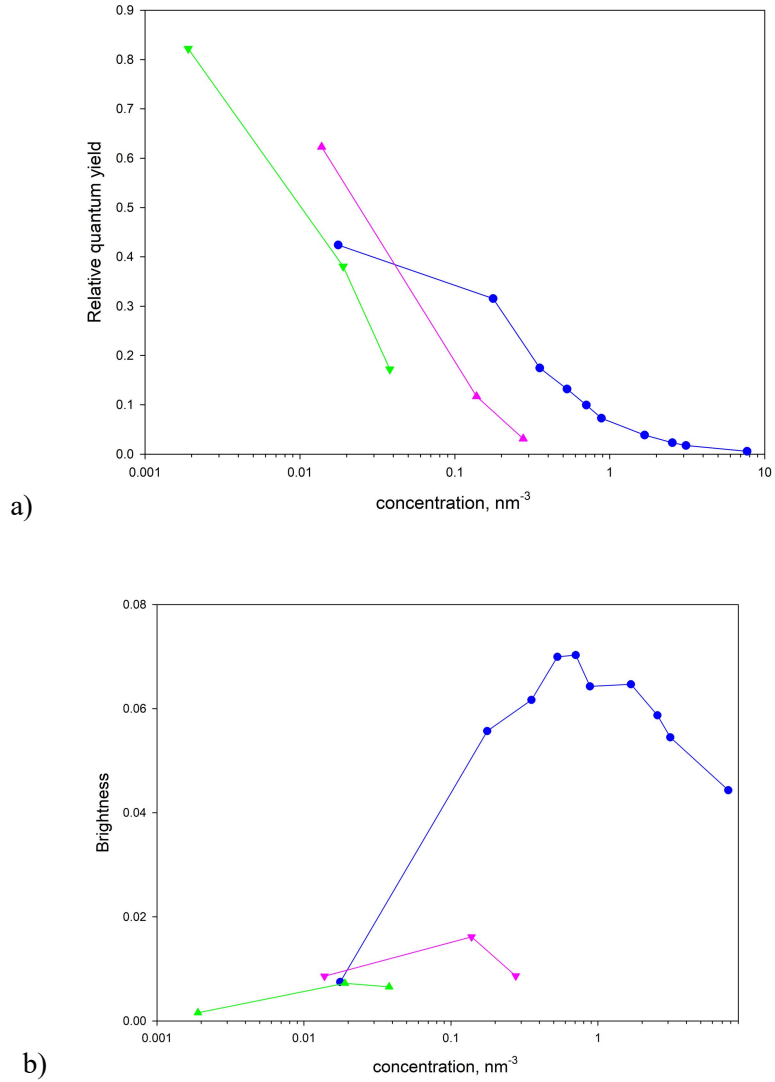 0.9
0.8
0.7
0.6
0.5
0.4
0.3
0.2
0.1
0.0
Relative quantum yield
0.001 0.01 0.1 1 10
concentration, nm-3
a)
0.08
0.06
0.04
0.02
0.00
Brightness
0.001 0.01 0.1 1
concentration, nm-3
b)